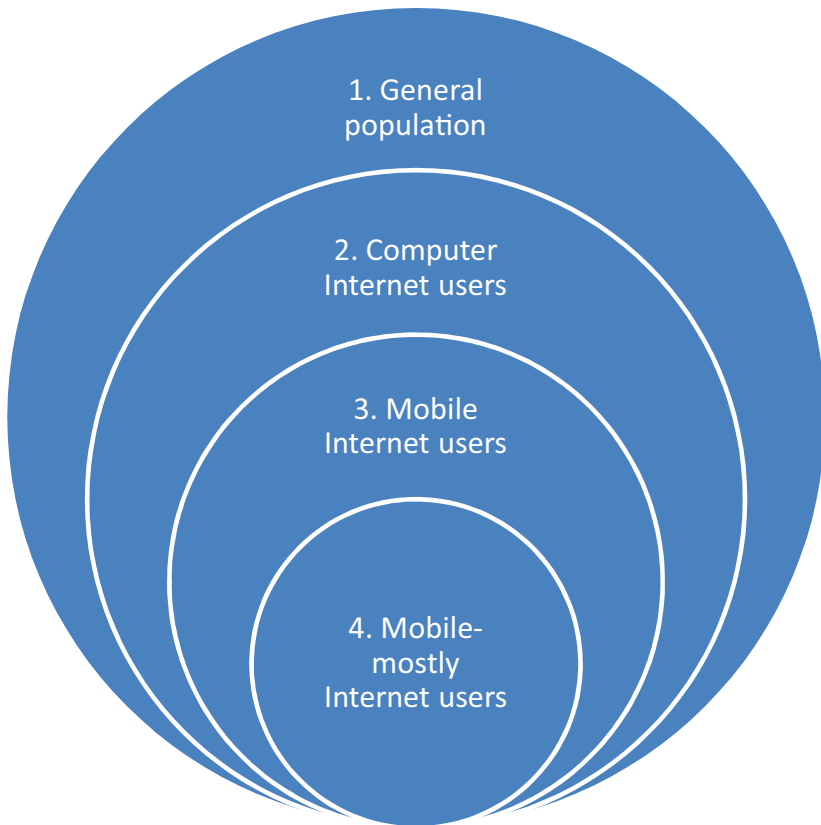 1. General
population
2. Computer
Internet users
3. Mobile
Internet users
4. Mobile-
mostly
Internet users